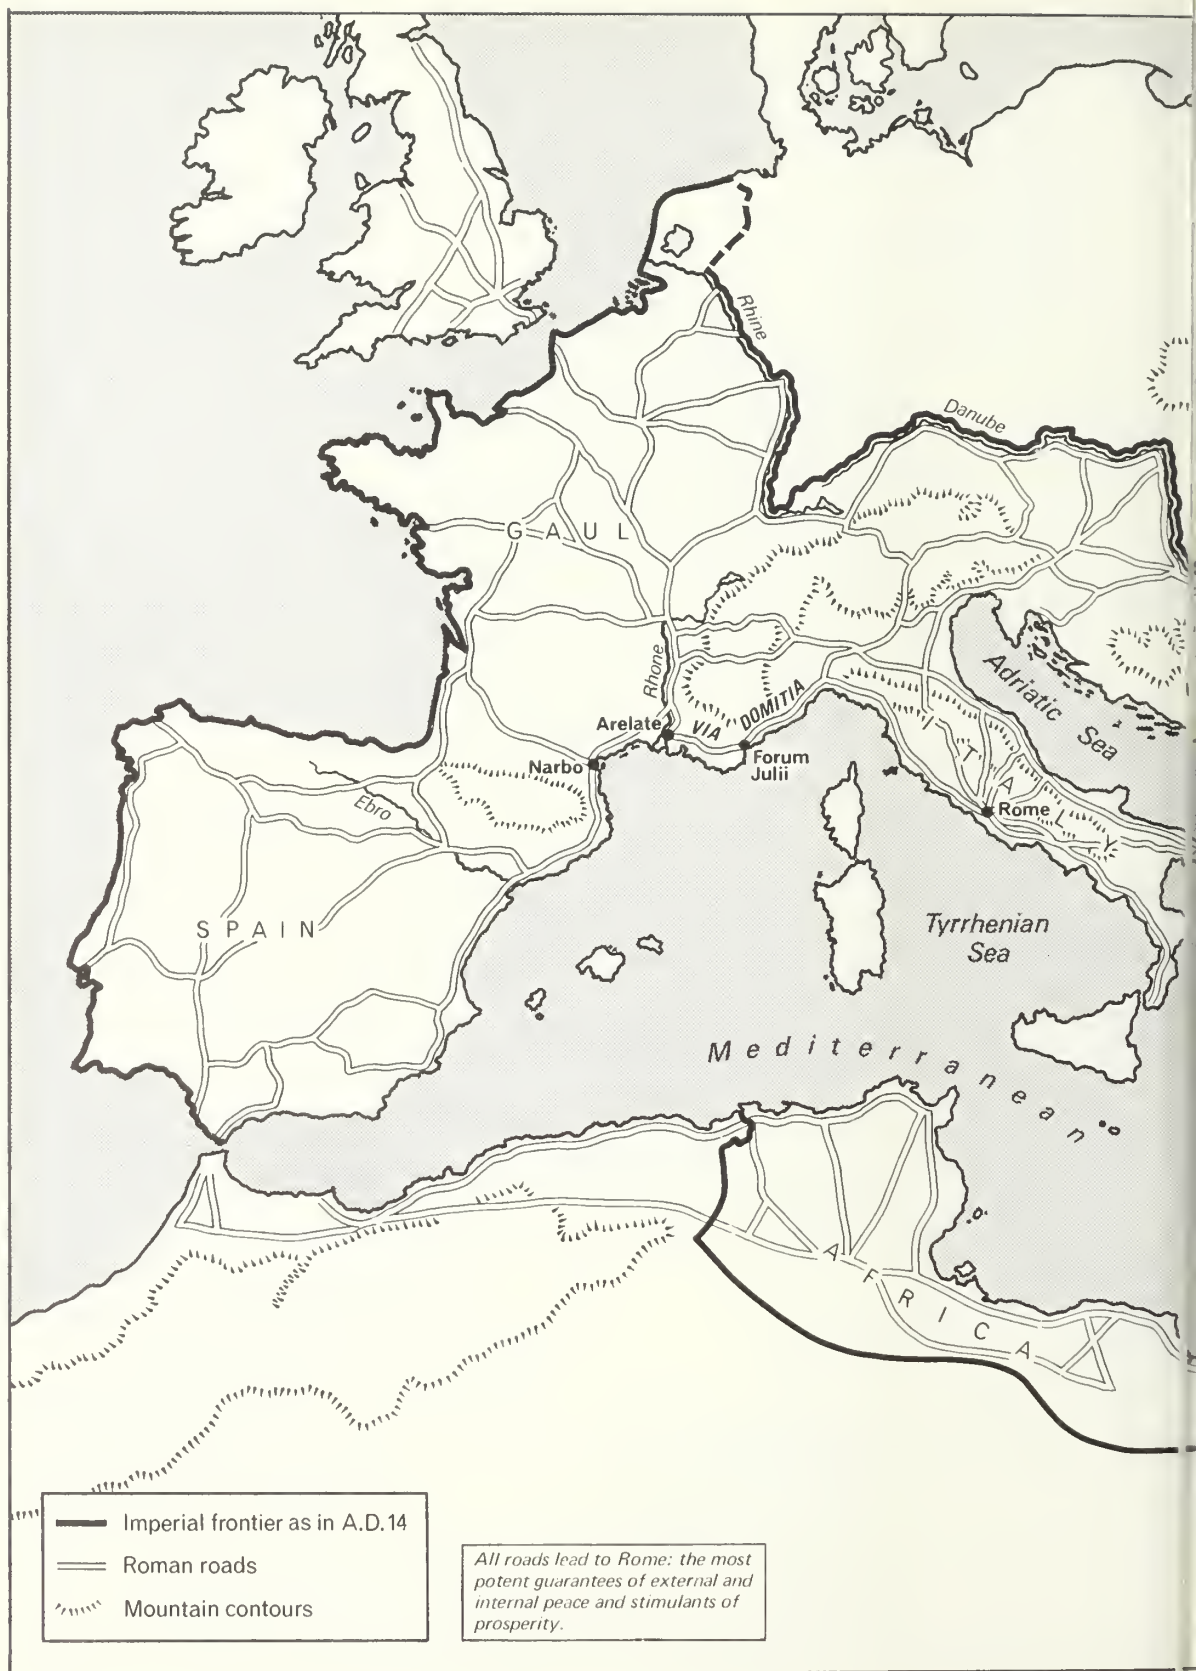 Rhine
Danube
GAUL
Rhone
Adriatic
Sea
Arelate
VIA DOMITIA
Forum
Julii
Narbo
ITALY
Ebro
Rome
SPAIN
Tyrrhenian
Sea
Mediterranean
AFRICA
Imperial frontier as in A.D.14
Roman roads
Mountain contours
All roads lead to Rome: the most
potent guarantees of external and
internal peace and stimulants of
prosperity.